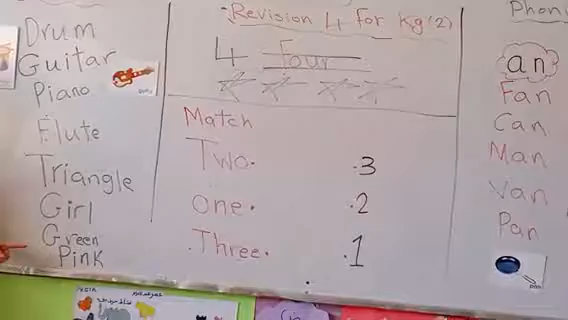 Drum
Guitar
Piano
Flute
Triangle
Girl
Green
Pink
Revision 4 for Kg(2)
4 Four
Match
Two. .3
One. .2
.Three. .1
an
Fan
Can
Man
Van
Pan